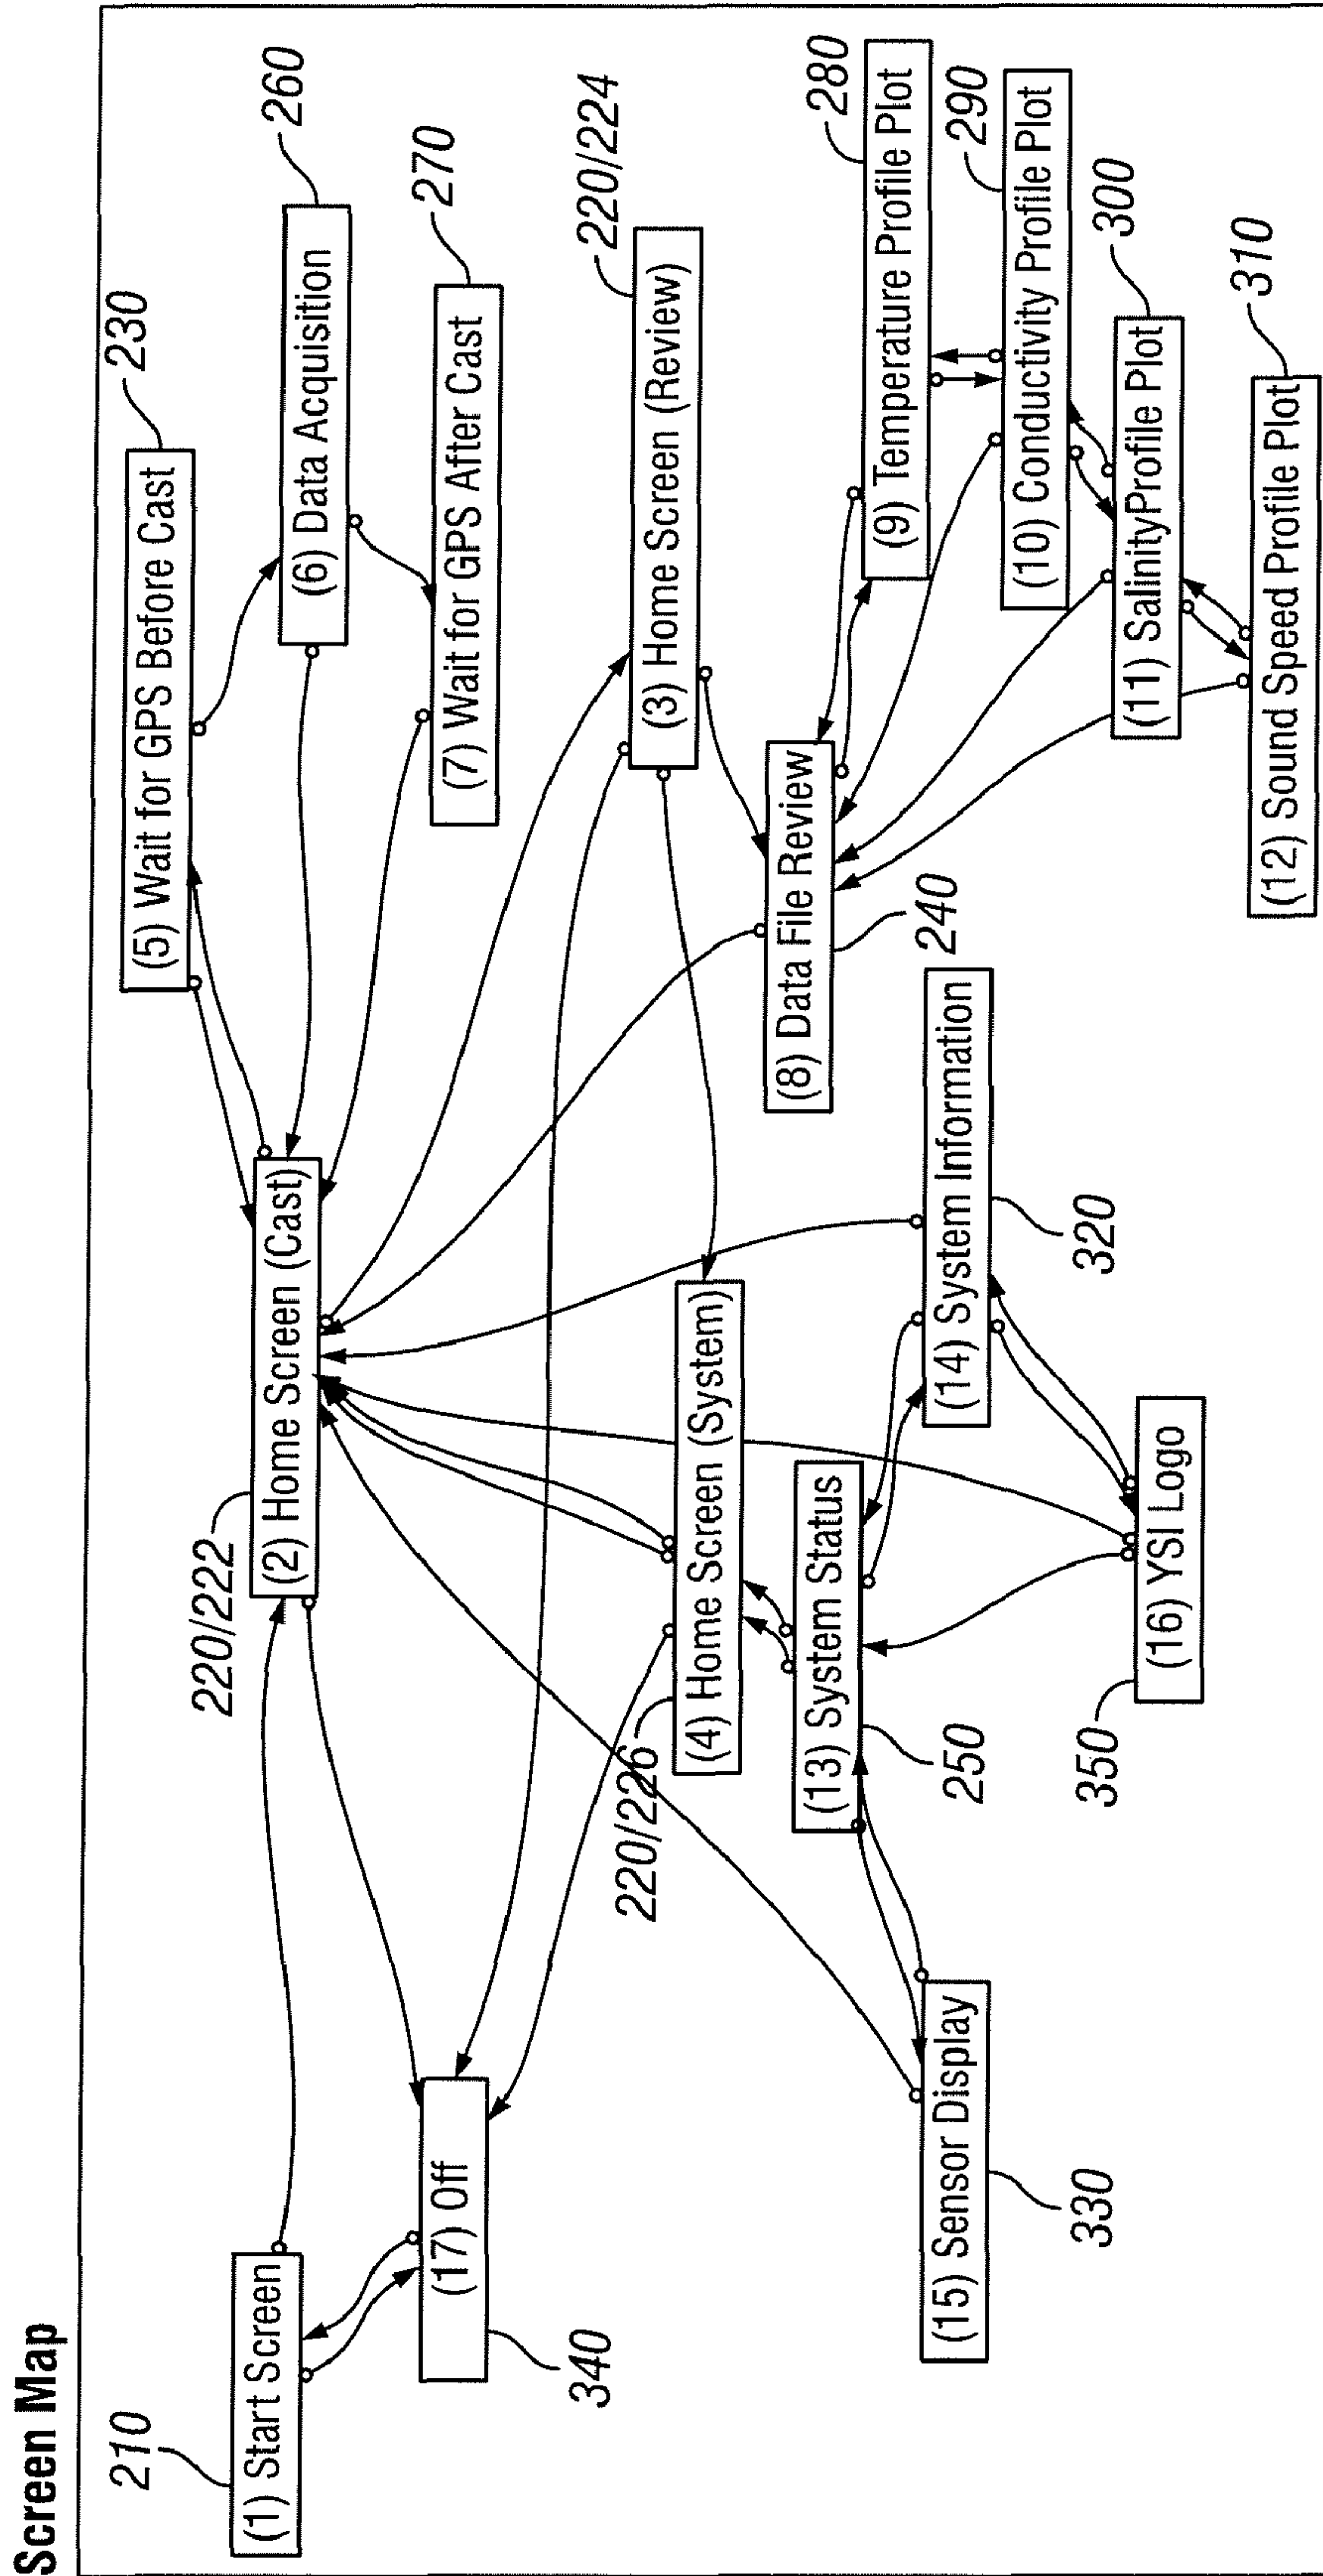 Screen Map
210
(1) Start Screen
220/222
(2) Home Screen (Cast)
230
(5) Wait for GPS Before Cast
260
(6) Data Acquisition
270
(7) Wait for GPS After Cast
340
(17) Off
220/224
(3) Home Screen (Review)
220/226
(4) Home Screen (System)
240
(8) Data File Review
280
(9) Temperature Profile Plot
290
(10) Conductivity Profile Plot
300
(11) SalinityProfile Plot
310
(12) Sound Speed Profile Plot
250
(13) System Status
320
(14) System Information
330
(15) Sensor Display
350
(16) YSI Logo